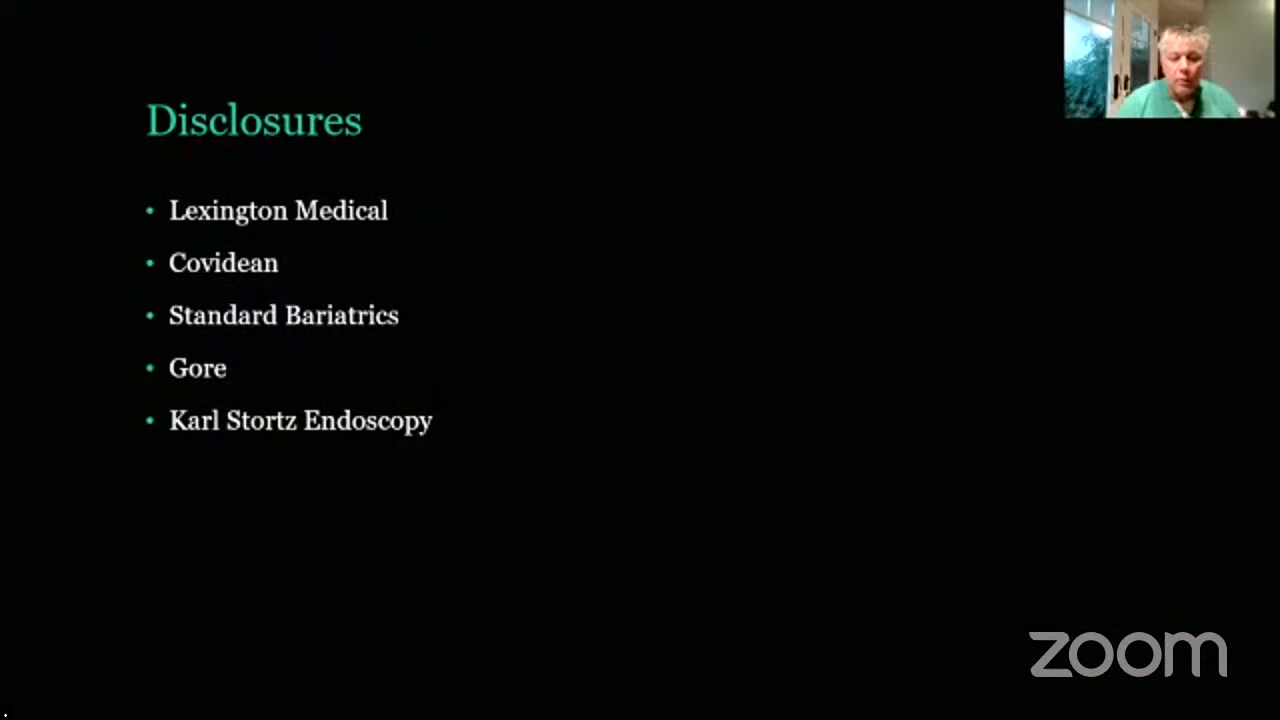 Disclosures
• Lexington Medical
• Covidean
• Standard Bariatrics
• Gore
• Karl Stortz Endoscopy
zoom